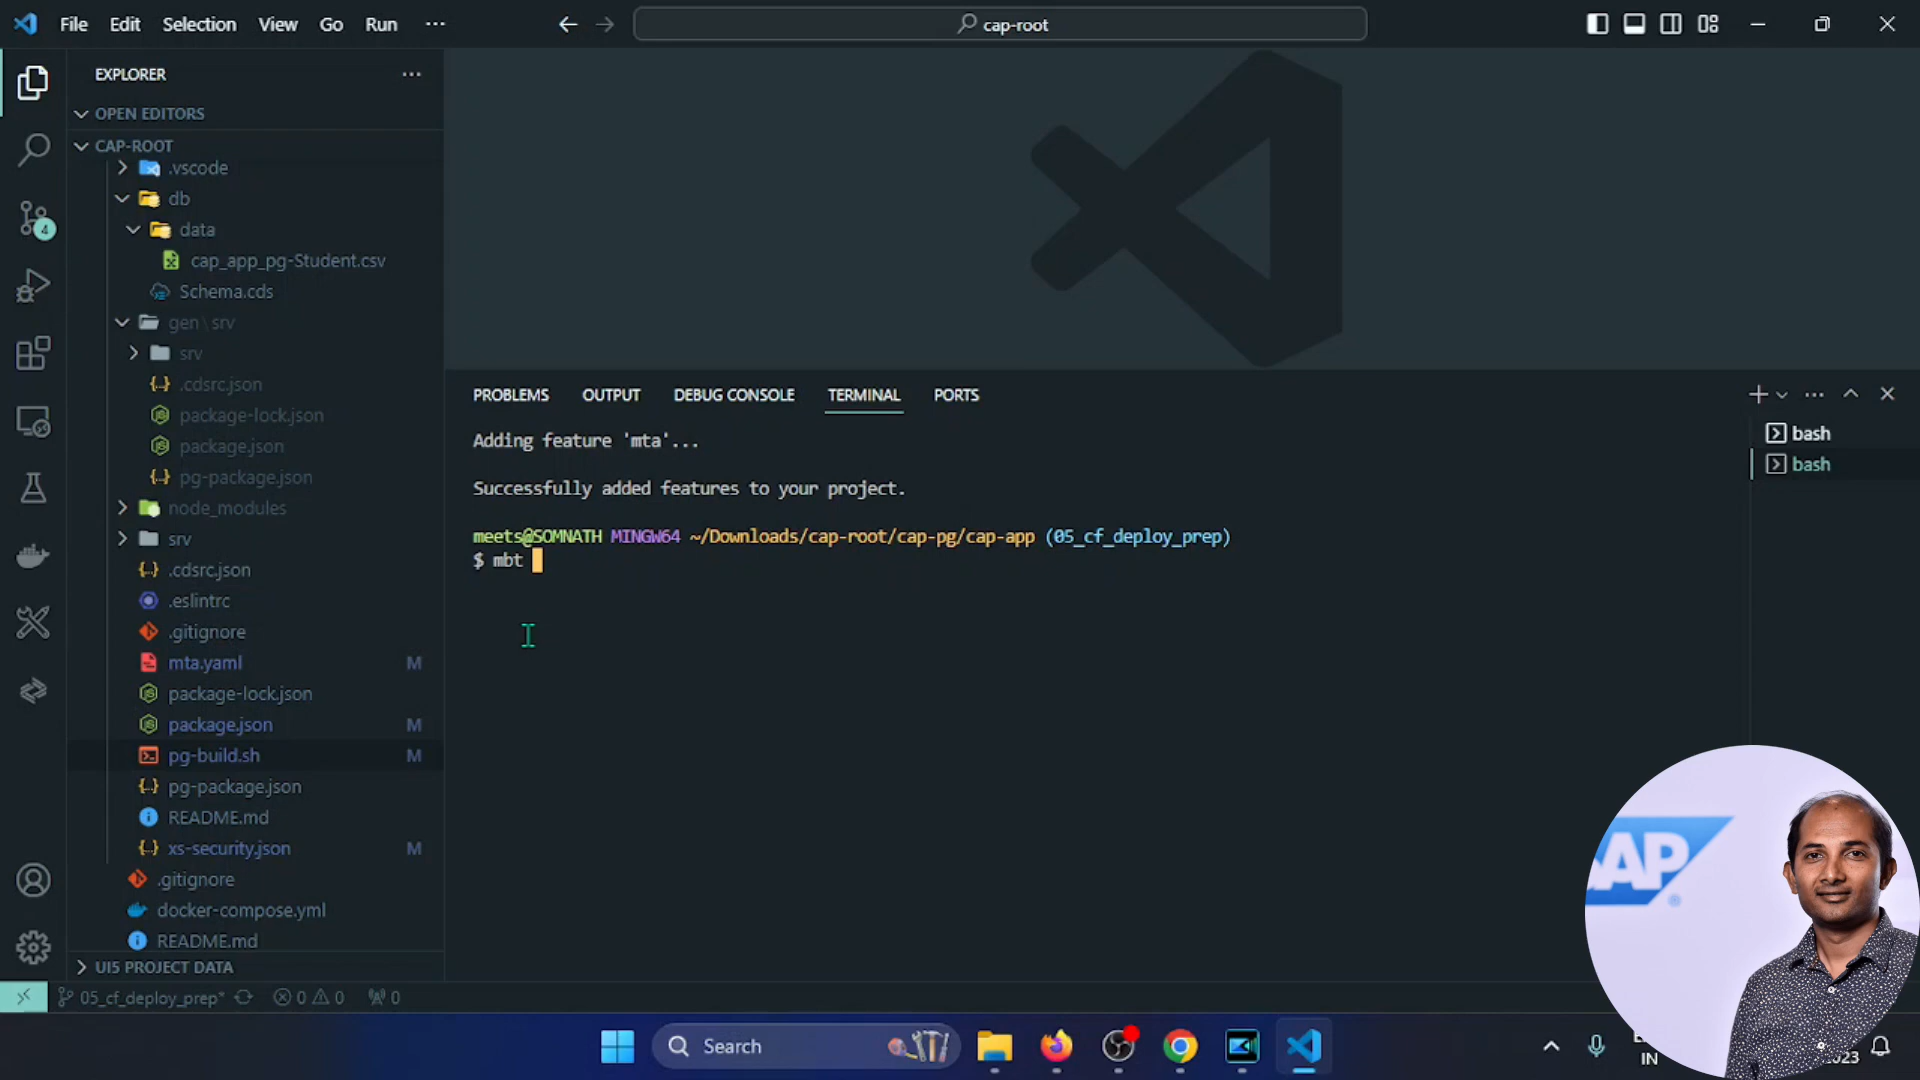 File Edit Selection View Go Run ···
cap-root
EXPLORER ···
OPEN EDITORS
CAP-ROOT
.vscode
db
data
cap_app_pg-Student.csv
Schema.cds
gen \ srv
srv
.cdsrc.json
package-lock.json
package.json
pg-package.json
node_modules
srv
.cdsrc.json
.eslintrc
.gitignore
mta.yaml M
package-lock.json
package.json M
pg-build.sh M
pg-package.json
README.md
xs-security.json M
.gitignore
docker-compose.yml
README.md
UI5 PROJECT DATA
4
PROBLEMS OUTPUT DEBUG CONSOLE TERMINAL PORTS
Adding feature 'mta'...
Successfully added features to your project.
meets@SOMNATH MINGW64 ~/Downloads/cap-root/cap-pg/cap-app (05_cf_deploy_prep)
$ mbt
bash
bash
05_cf_deploy_prep* 0 0 0
Search
IN
AP